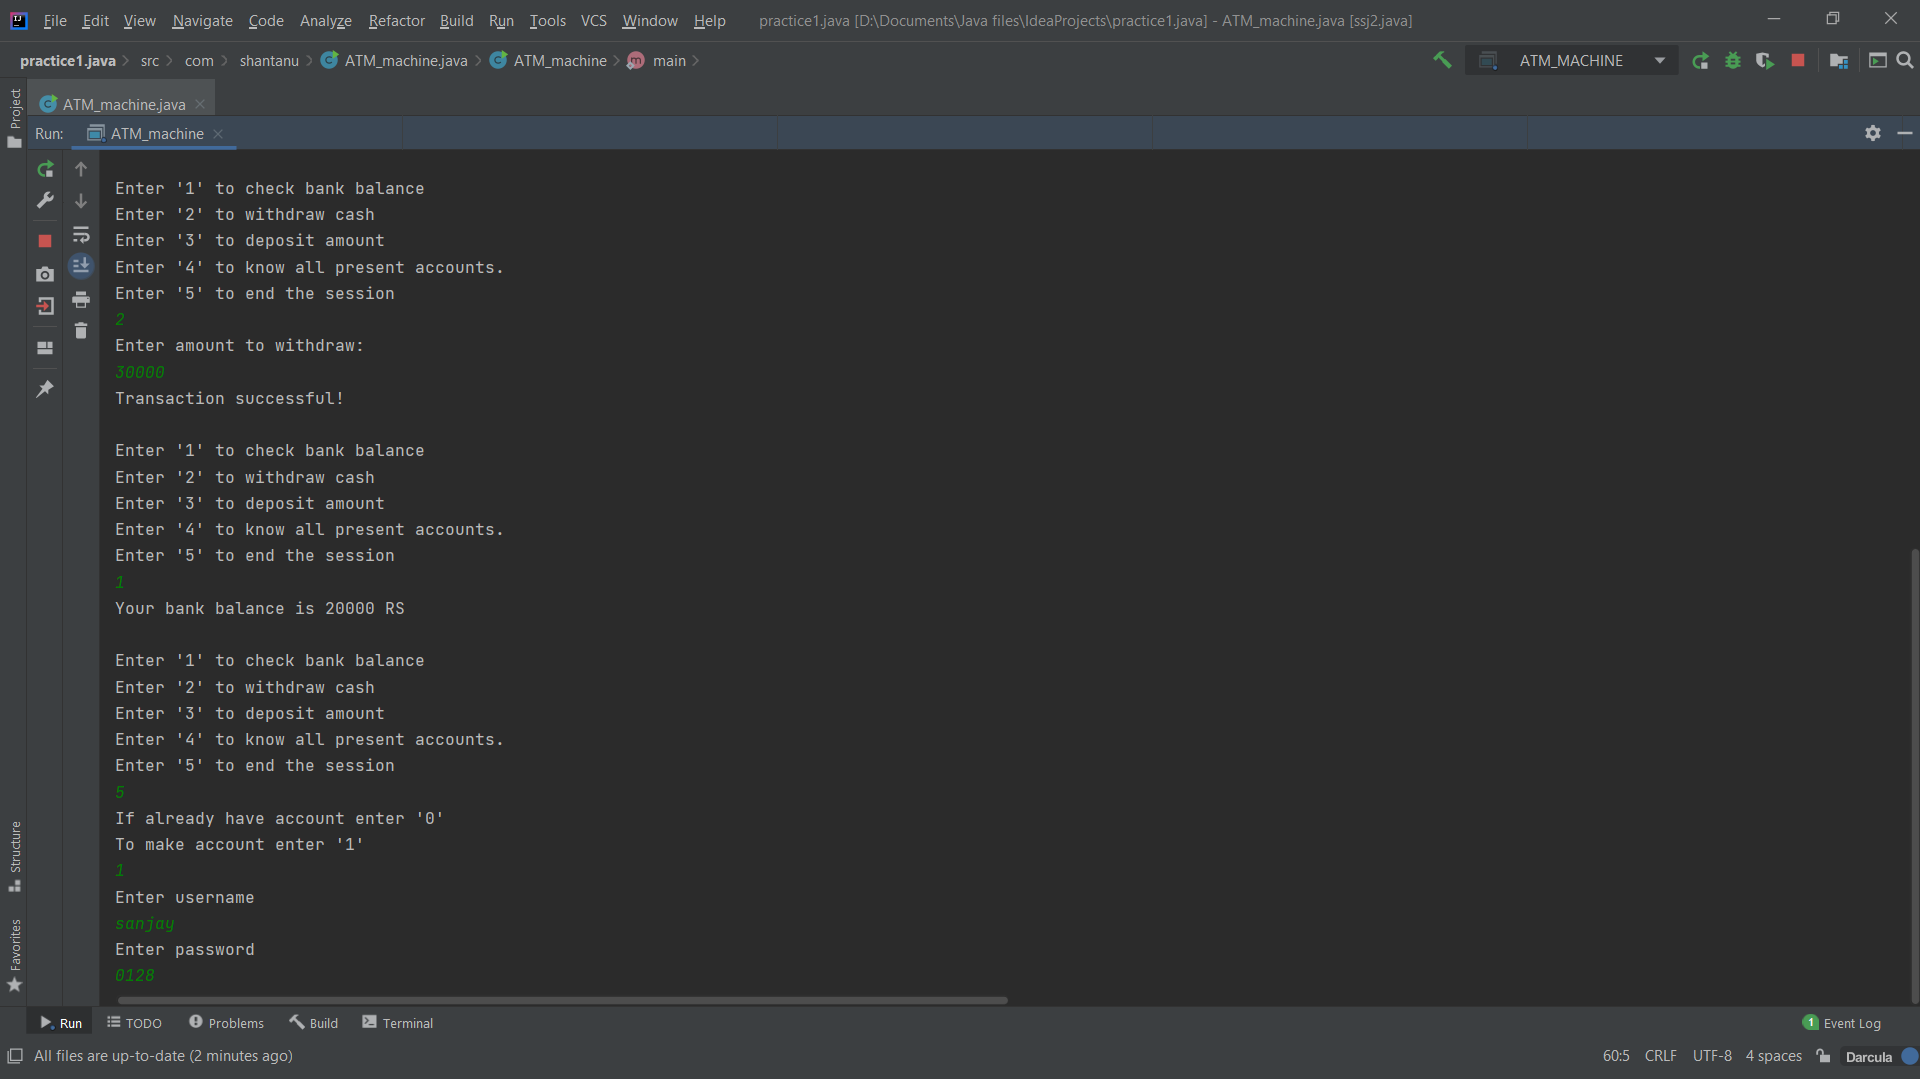 File Edit View Navigate Code Analyze Refactor Build Run Tools VCS Window Help practice1.java [D:\Documents\Java files\IdeaProjects\practice1.java] - ATM_machine.java [ssj2.java]
practice1.java src com shantanu ATM_machine.java ATM_machine main ATM_MACHINE
Project
ATM_machine.java
Run: ATM_machine
Enter '1' to check bank balance
Enter '2' to withdraw cash
Enter '3' to deposit amount
Enter '4' to know all present accounts.
Enter '5' to end the session
2
Enter amount to withdraw:
30000
Transaction successful!
Enter '1' to check bank balance
Enter '2' to withdraw cash
Enter '3' to deposit amount
Enter '4' to know all present accounts.
Enter '5' to end the session
1
Your bank balance is 20000 RS
Enter '1' to check bank balance
Enter '2' to withdraw cash
Enter '3' to deposit amount
Enter '4' to know all present accounts.
Enter '5' to end the session
5
If already have account enter '0'
To make account enter '1'
1
Enter username
sanjay
Enter password
0128
Structure
Favorites
Run TODO Problems Build Terminal 1 Event Log
All files are up-to-date (2 minutes ago) 60:5 CRLF UTF-8 4 spaces Darcula